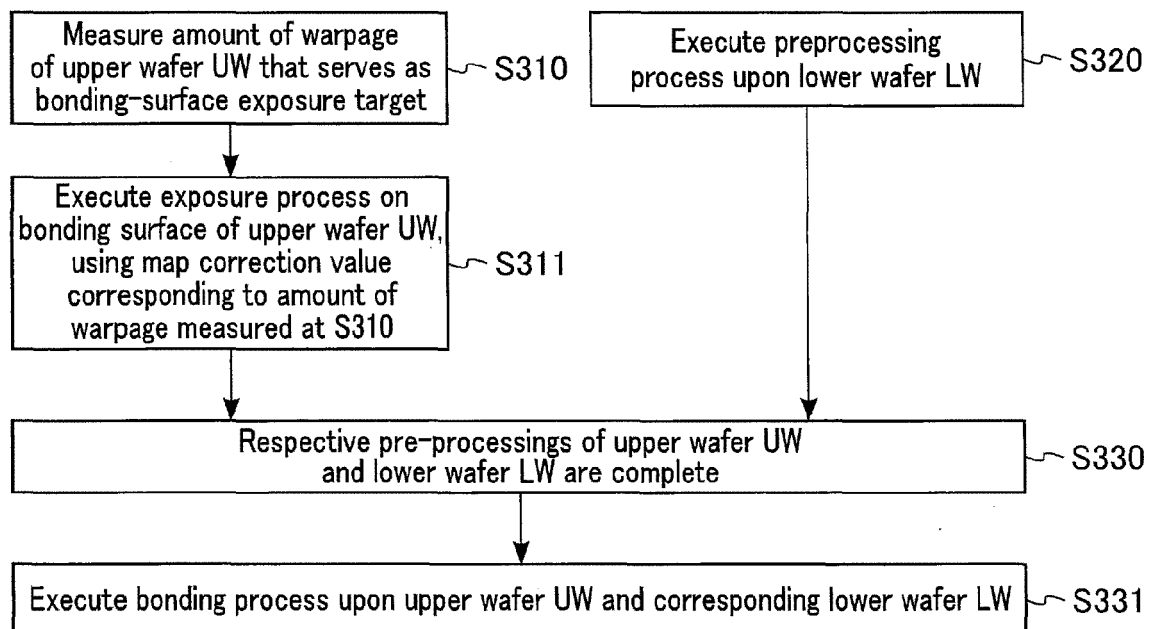 Measure amount of warpage
of upper wafer UW that serves as
bonding-surface exposure target
S310
Execute preprocessing
process upon lower wafer LW
S320
Execute exposure process on
bonding surface of upper wafer UW,
using map correction value
corresponding to amount of
warpage measured at S310
S311
Respective pre-processings of upper wafer UW
and lower wafer LW are complete
S330
Execute bonding process upon upper wafer UW and corresponding lower wafer LW
S331